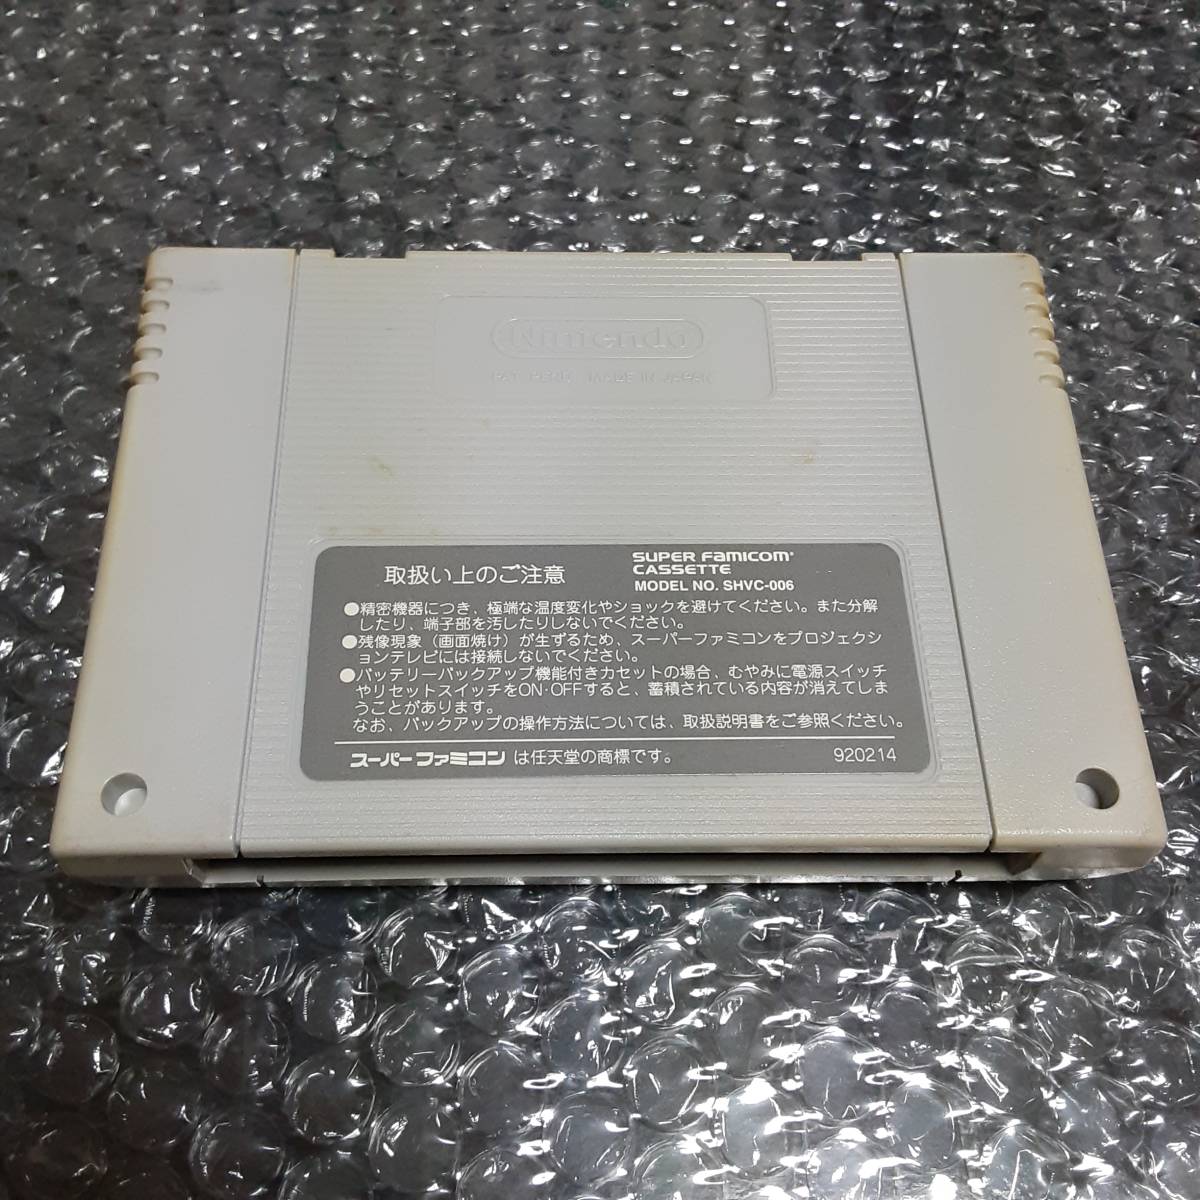 Nintendo
PAT. PEND. MADE IN JAPAN
取扱い上のご注意
SUPER FAMICOM
CASSETTE
MODEL NO. SHVC-006
●精密機器につき、極端な温度変化やショックを避けてください。また分解
したり、端子部を汚したりしないでください。
●残像現象（画面焼け）が生ずるため、スーパーファミコンをプロジェクシ
ョンテレビには接続しないでください。
●バッテリーバックアップ機能付きカセットの場合、むやみに電源スイッチ
やリセットスイッチをON・OFFすると、蓄積されている内容が消えてしま
うことがあります。
なお、バックアップの操作方法については、取扱説明書をご参照ください。
スーパーファミコン は任天堂の商標です。
920214